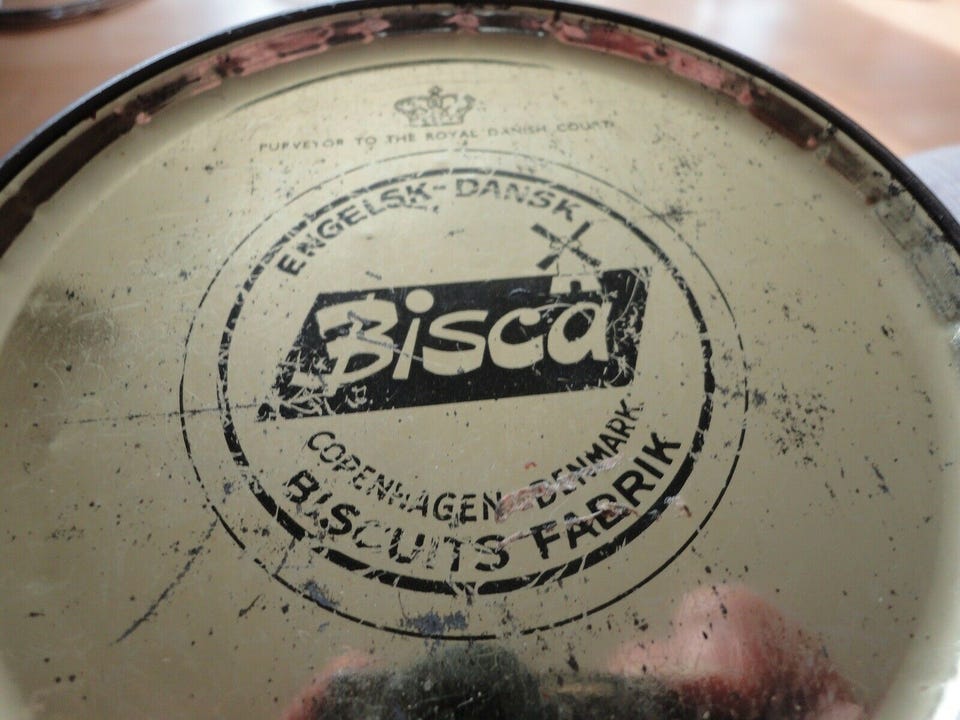 PURVEYOR TO THE ROYAL DANISH COURT
ENGELSK-DANSK
Bisca
COPENHAGEN - DENMARK
BISCUITS FABRIK